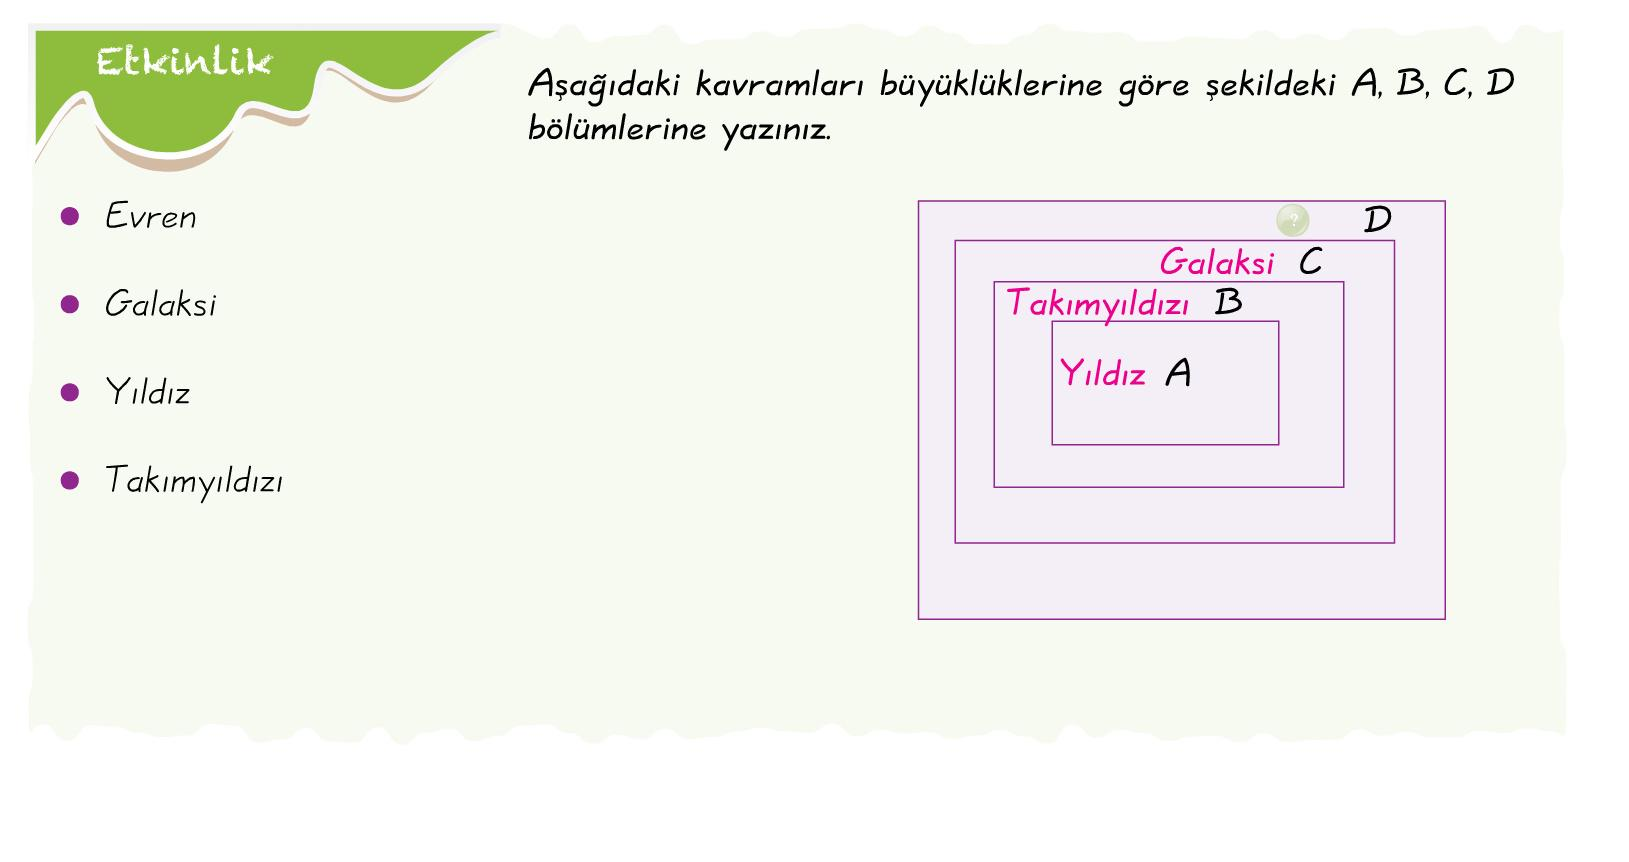 Etkinlik
Aşağıdaki kavramları büyüklüklerine göre şekildeki A, B, C, D
bölümlerine yazınız.
Evren
Galaksi
Yıldız
Takımyıldızı
? D
Galaksi C
Takımyıldızı B
Yıldız A